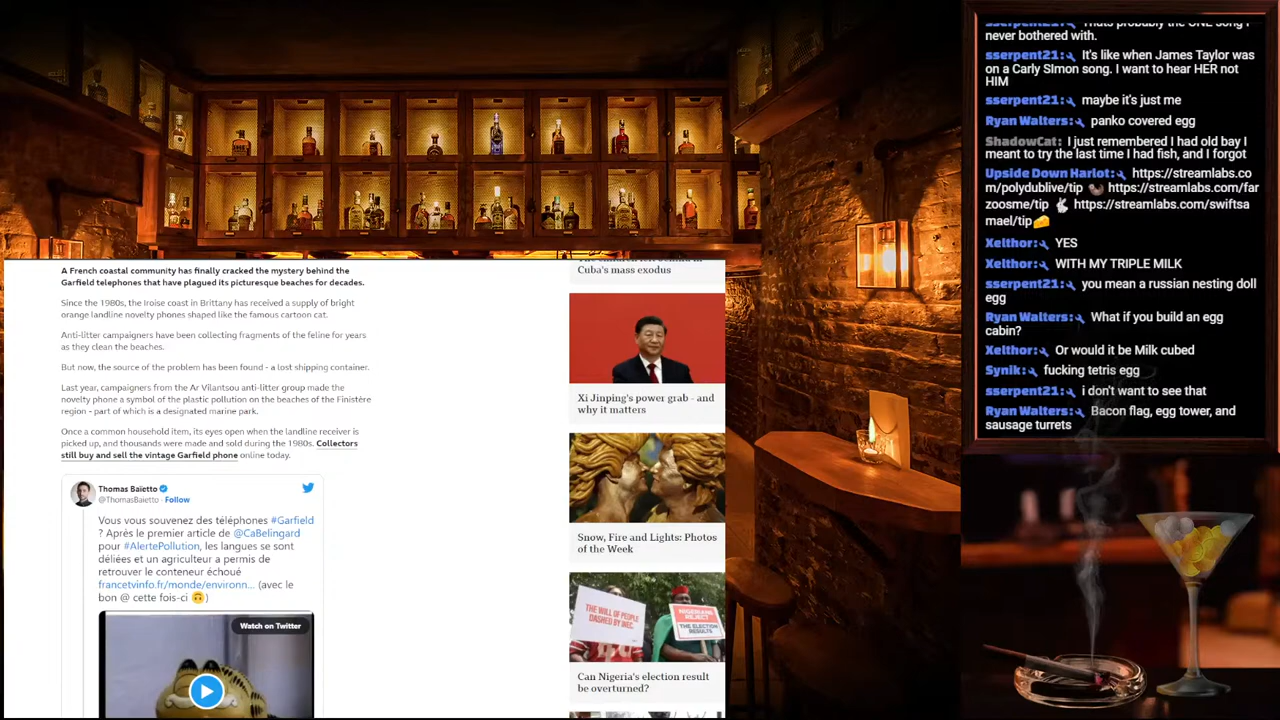 A French coastal community has finally cracked the mystery behind the
Garfield telephones that have plagued its picturesque beaches for decades.
Since the 1980s, the Iroise coast in Brittany has received a supply of bright
orange landline novelty phones shaped like the famous cartoon cat.
Anti-litter campaigners have been collecting fragments of the feline for years
as they clean the beaches.
But now, the source of the problem has been found - a lost shipping container.
Last year, campaigners from the Ar Vilantsou anti-litter group made the
novelty phone a symbol of the plastic pollution on the beaches of the Finistère
region - part of which is a designated marine park.
Once a common household item, its eyes open when the landline receiver is
picked up, and thousands were made and sold during the 1980s. Collectors
still buy and sell the vintage Garfield phone online today.
Thomas Baïetto
@ThomasBaietto · Follow
Vous vous souvenez des téléphones #Garfield
? Après le premier article de @CaBelingard
pour #AlertePollution, les langues se sont
déliées et un agriculteur a permis de
retrouver le conteneur échoué
francetvinfo.fr/monde/environn... (avec le
bon @ cette fois-ci 🙃)
Watch on Twitter
Cuba's mass exodus
Xi Jinping's power grab - and
why it matters
Snow, Fire and Lights: Photos
of the Week
THE WILL OF PEOPLE
DASHED BY INEC.
NIGERIANS
REJECT
THE ELECTION
RESULTS
Can Nigeria's election result
be overturned?
sserpent21: Thats probably the ONE song I
never bothered with.
sserpent21: It's like when James Taylor was
on a Carly SImon song. I want to hear HER not
HIM
sserpent21: maybe it's just me
Ryan Walters: panko covered egg
ShadowCat: I just remembered I had old bay I
meant to try the last time I had fish, and I forgot
Upside Down Harlot: https://streamlabs.co
m/polydublive/tip 🦡 https://streamlabs.com/far
zoosme/tip 🐇 https://streamlabs.com/swiftsa
mael/tip🧀
Xelthor: YES
Xelthor: WITH MY TRIPLE MILK
sserpent21: you mean a russian nesting doll
egg
Ryan Walters: What if you build an egg
cabin?
Xelthor: Or would it be Milk cubed
Synik: fucking tetris egg
sserpent21: i don't want to see that
Ryan Walters: Bacon flag, egg tower, and
sausage turrets